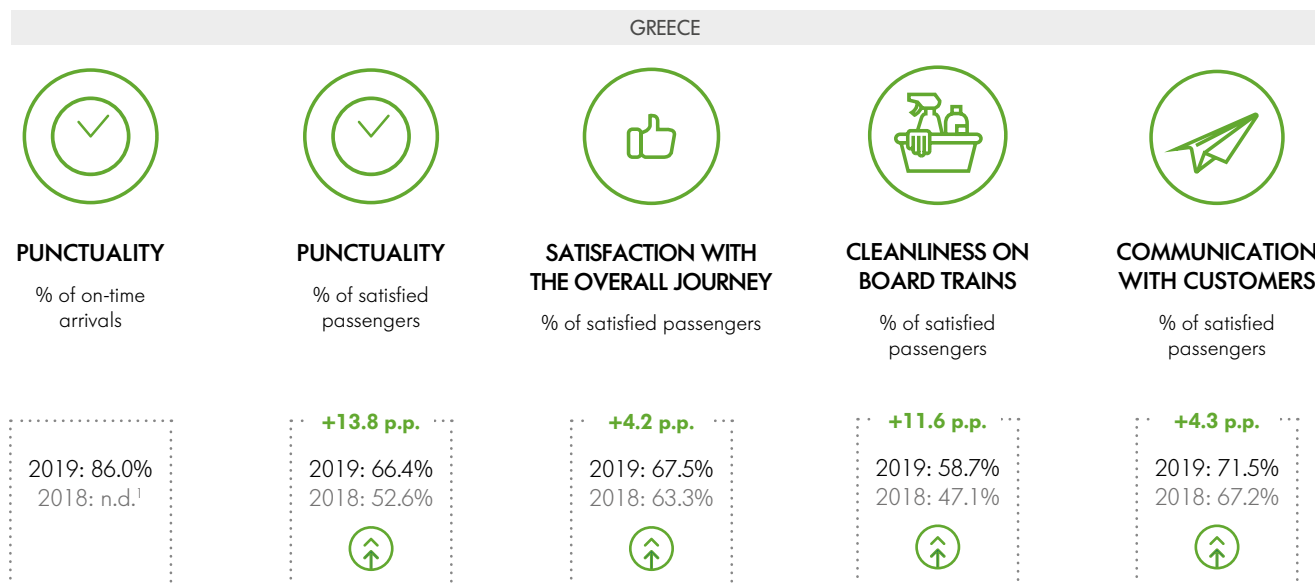 GREECE
PUNCTUALITY
% of on-time
arrivals
2019: 86.0%
2018: n.d.¹
PUNCTUALITY
% of satisfied
passengers
+13.8 p.p.
2019: 66.4%
2018: 52.6%
SATISFACTION WITH
THE OVERALL JOURNEY
% of satisfied passengers
+4.2 p.p.
2019: 67.5%
2018: 63.3%
CLEANLINESS ON
BOARD TRAINS
% of satisfied
passengers
+11.6 p.p.
2019: 58.7%
2018: 47.1%
COMMUNICATION
WITH CUSTOMERS
% of satisfied
passengers
+4.3 p.p.
2019: 71.5%
2018: 67.2%